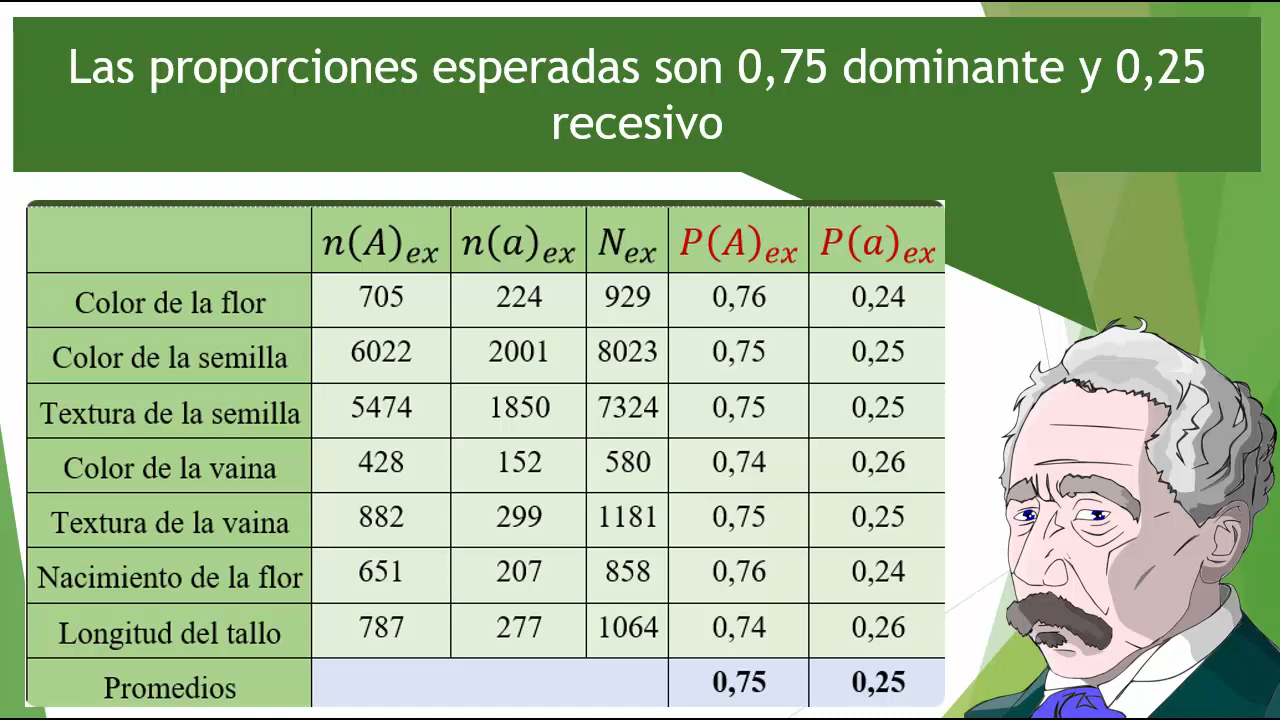 Las proporciones esperadas son 0,75 dominante y 0,25
recesivo
n(A)ex n(a)ex Nex P(A)ex P(a)ex
Color de la flor 705 224 929 0,76 0,24
Color de la semilla 6022 2001 8023 0,75 0,25
Textura de la semilla 5474 1850 7324 0,75 0,25
Color de la vaina 428 152 580 0,74 0,26
Textura de la vaina 882 299 1181 0,75 0,25
Nacimiento de la flor 651 207 858 0,76 0,24
Longitud del tallo 787 277 1064 0,74 0,26
Promedios 0,75 0,25